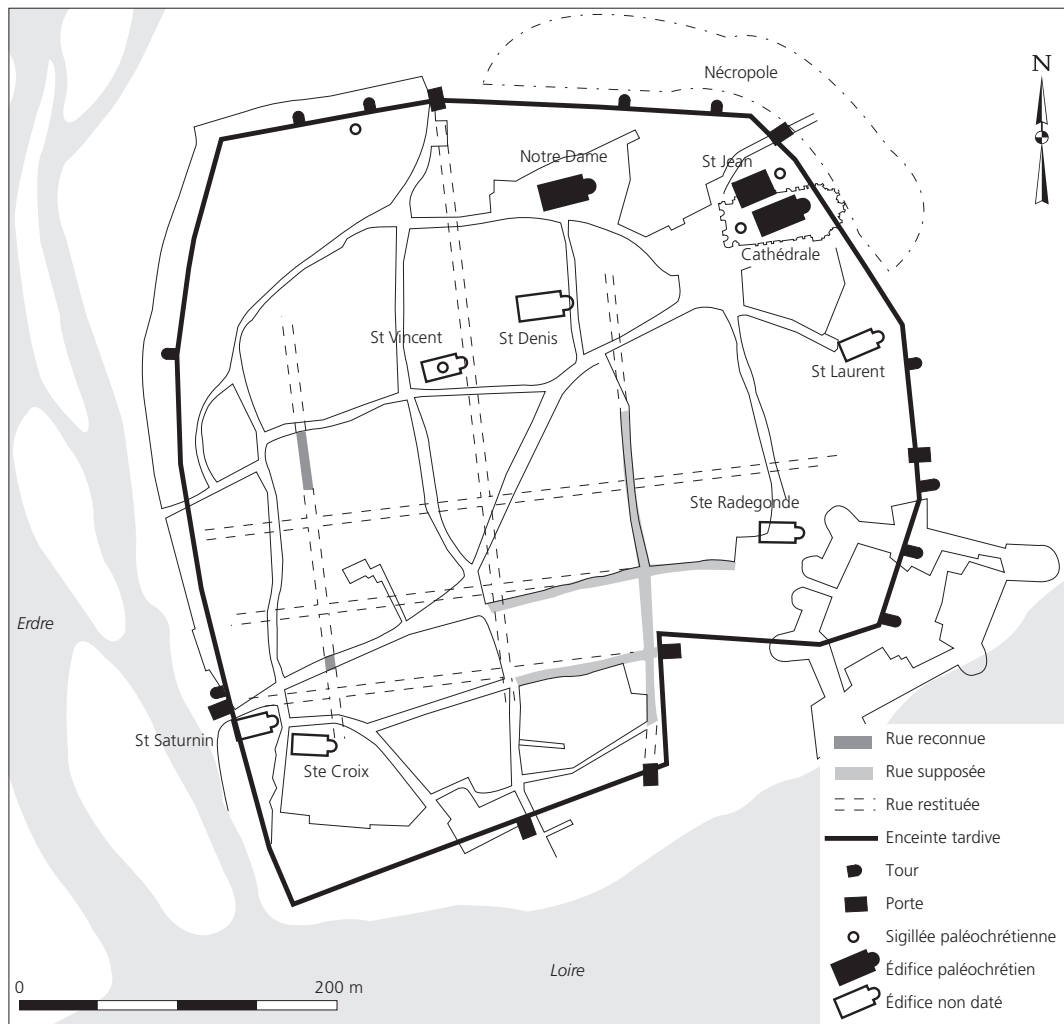 N
Nécropole
Notre Dame
St Jean
Cathédrale
St Vincent
St Denis
St Laurent
Ste Radegonde
Erdre
St Saturnin
Ste Croix
Loire
0 200 m
Rue reconnue
Rue supposée
Rue restituée
Enceinte tardive
Tour
Porte
Sigillée paléochrétienne
Édifice paléochrétien
Édifice non daté